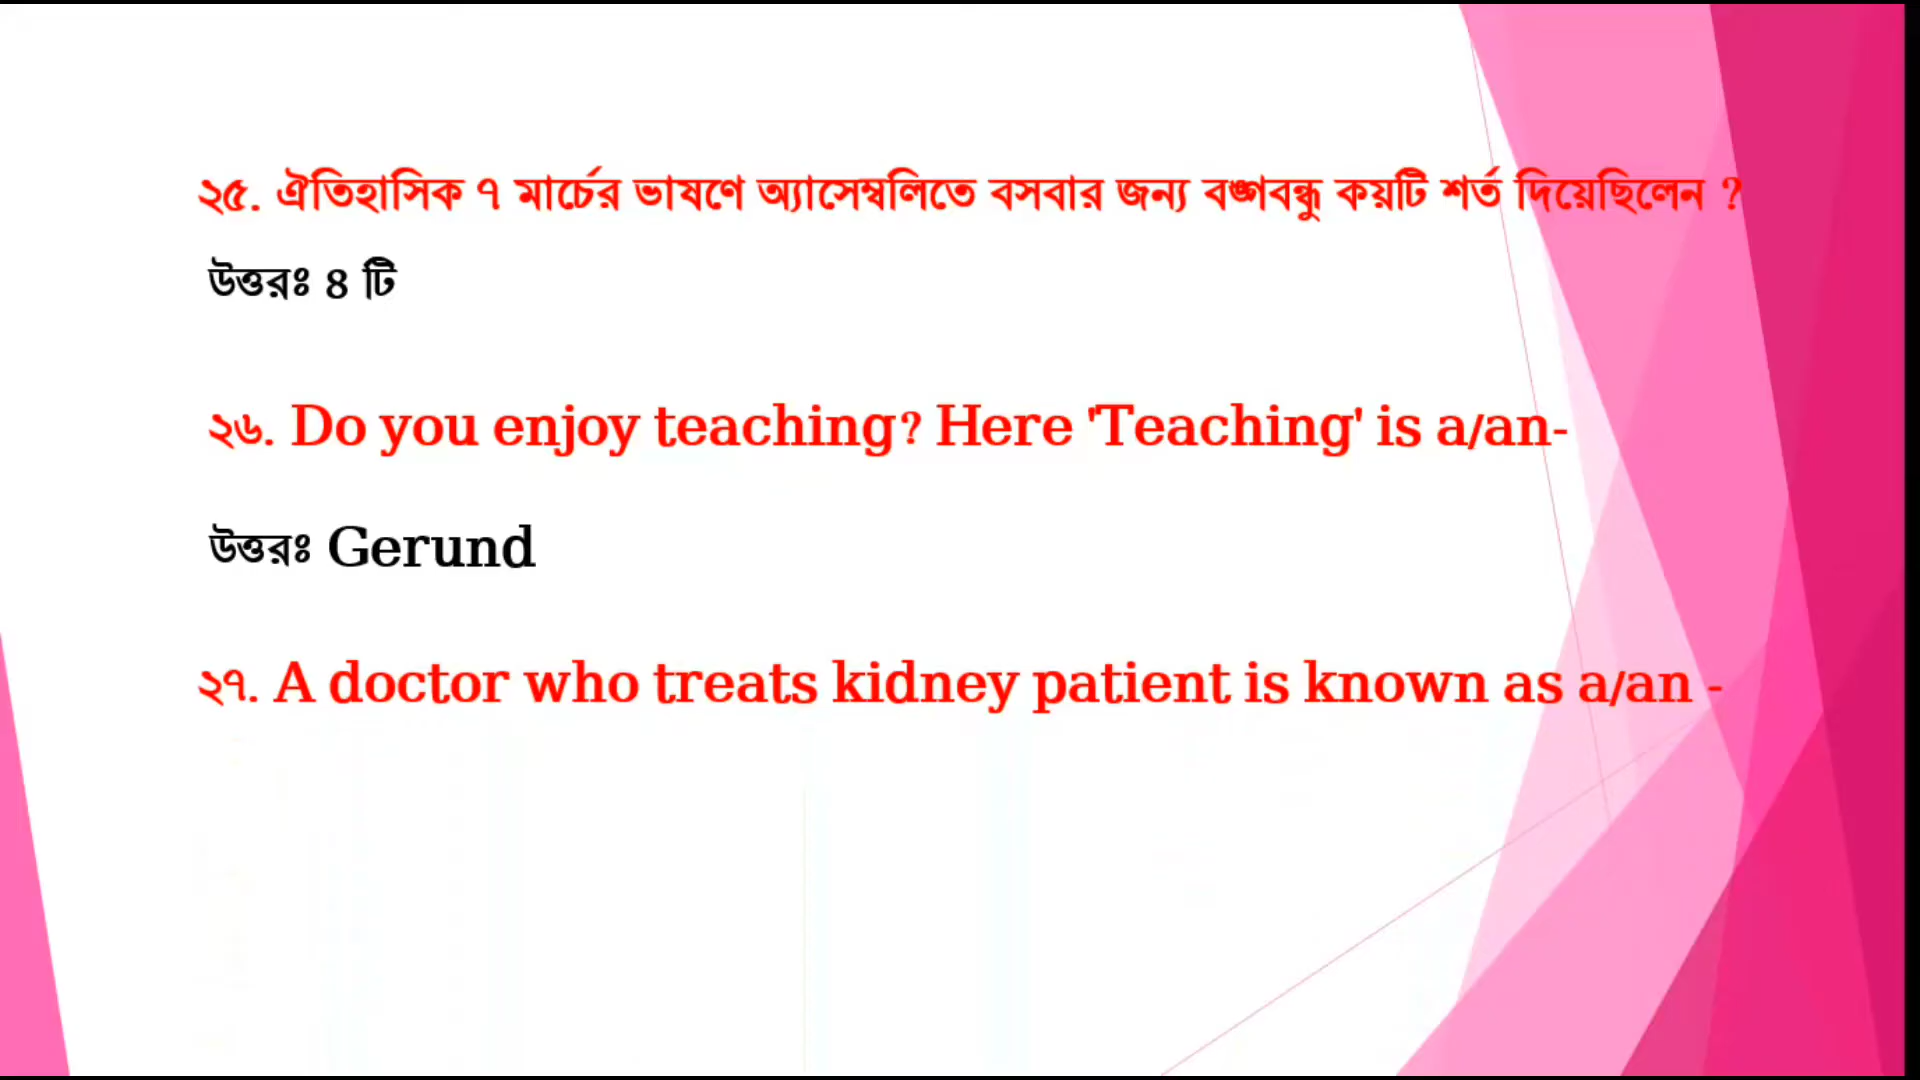 ২৫. ঐতিহাসিক ৭ মার্চের ভাষণে অ্যাসেম্বলিতে বসবার জন্য বঙ্গবন্ধু কয়টি শর্ত দিয়েছিলেন ?
উত্তরঃ ৪ টি
২৬. Do you enjoy teaching? Here 'Teaching' is a/an-
উত্তরঃ Gerund
২৭. A doctor who treats kidney patient is known as a/an -